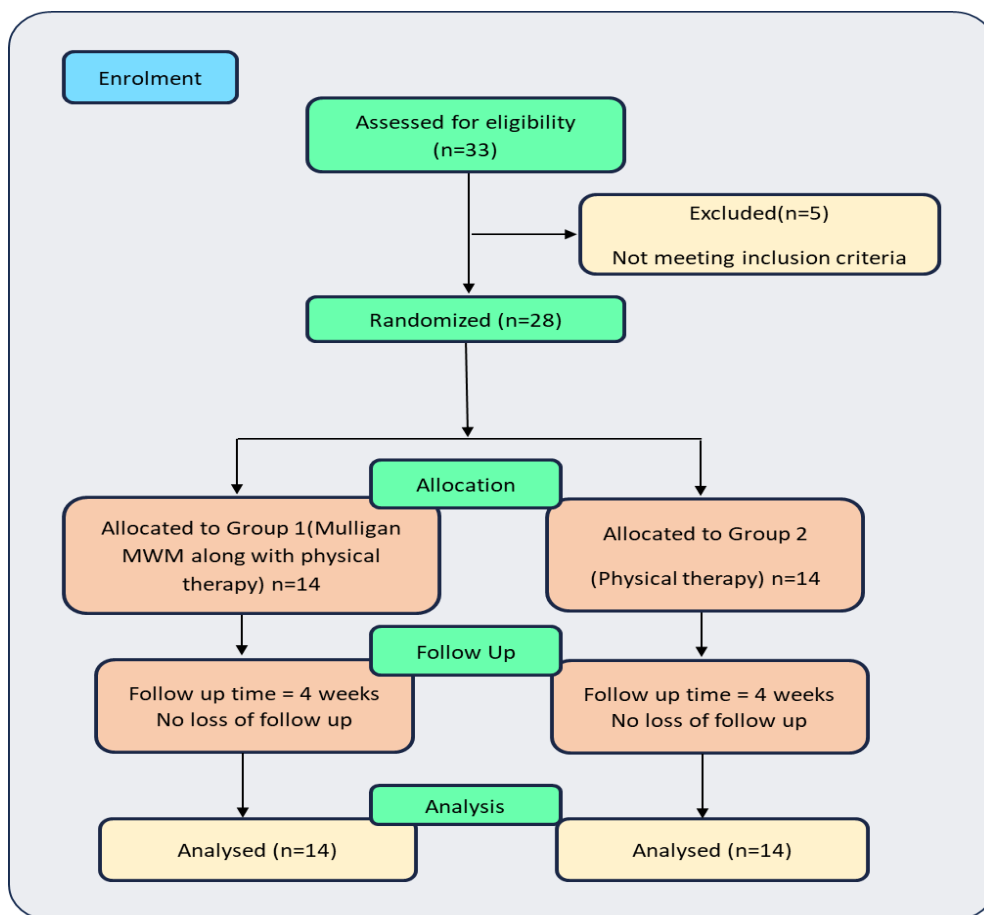 Enrolment
Assessed for eligibility
(n=33)
Excluded(n=5)
Not meeting inclusion criteria
Randomized (n=28)
Allocation
Allocated to Group 1(Mulligan
MWM along with physical
therapy) n=14
Allocated to Group 2
(Physical therapy) n=14
Follow Up
Follow up time = 4 weeks
No loss of follow up
Follow up time = 4 weeks
No loss of follow up
Analysis
Analysed (n=14)
Analysed (n=14)